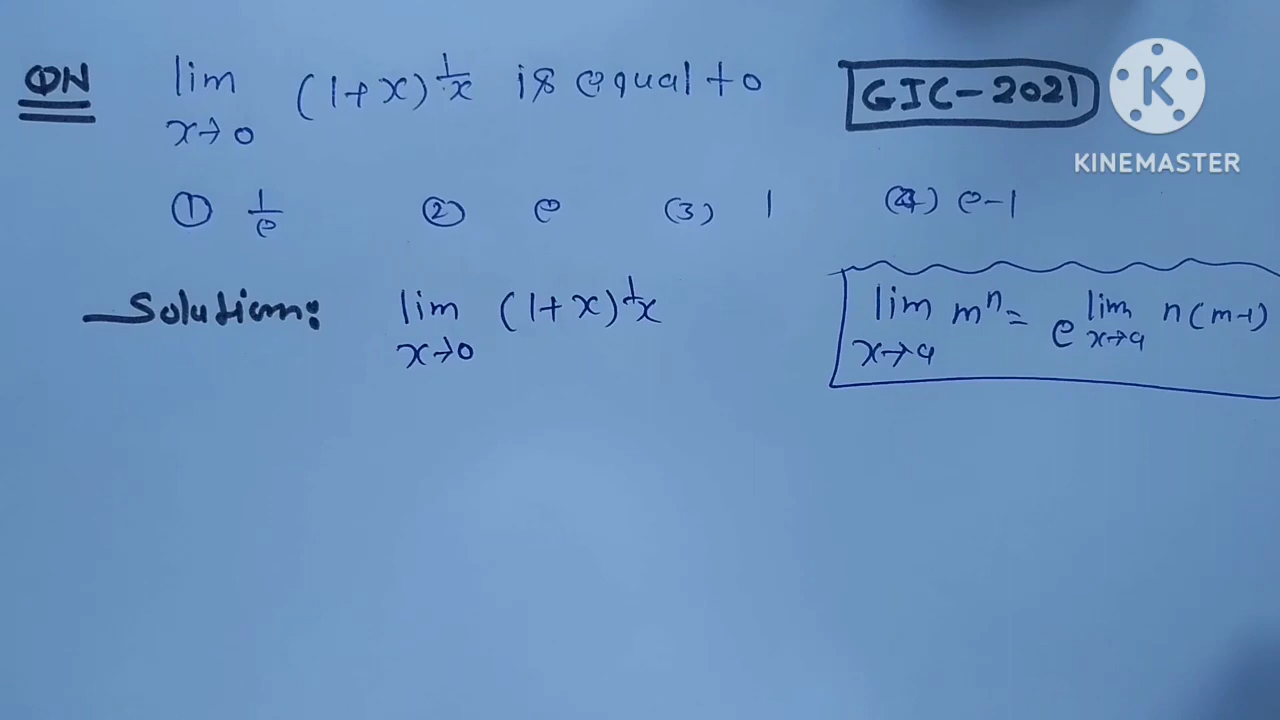 QN lim x→0 (1+x)^1/x is equal to GIC-2021
K
KINEMASTER
① 1/e ② e (3) 1 (4) e-1
Solution: lim x→0 (1+x)^1/x
lim x→a m^n = e^lim x→a n(m-1)